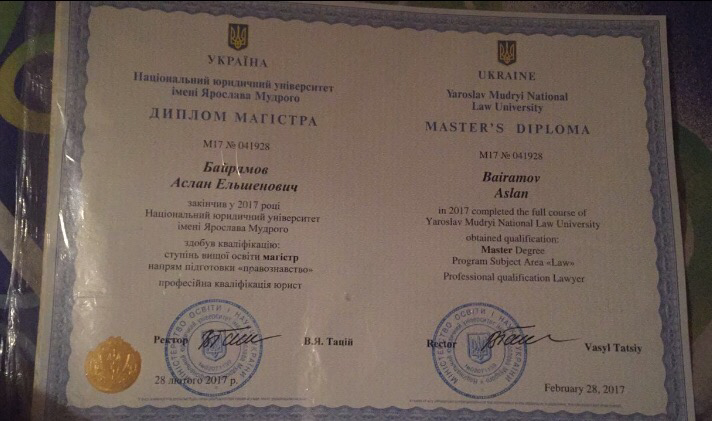 УКРАЇНА
Національний юридичний університет
імені Ярослава Мудрого
ДИПЛОМ МАГІСТРА
М17 № 041928
Байрамов
Аслан Ельшенович
закінчив у 2017 році
Національний юридичний університет
імені Ярослава Мудрого
здобув кваліфікацію:
ступінь вищої освіти магістр
напрям підготовки «правознавство»
професійна кваліфікація юрист
Ректор В.Я. Тацій
28 лютого 2017 р.
UKRAINE
Yaroslav Mudryi National
Law University
MASTER'S DIPLOMA
М17 № 041928
Bairamov
Aslan
in 2017 completed the full course of
Yaroslav Mudryi National Law University
obtained qualification:
Master Degree
Program Subject Area «Law»
Professional qualification Lawyer
Rector Vasyl Tatsiy
February 28, 2017